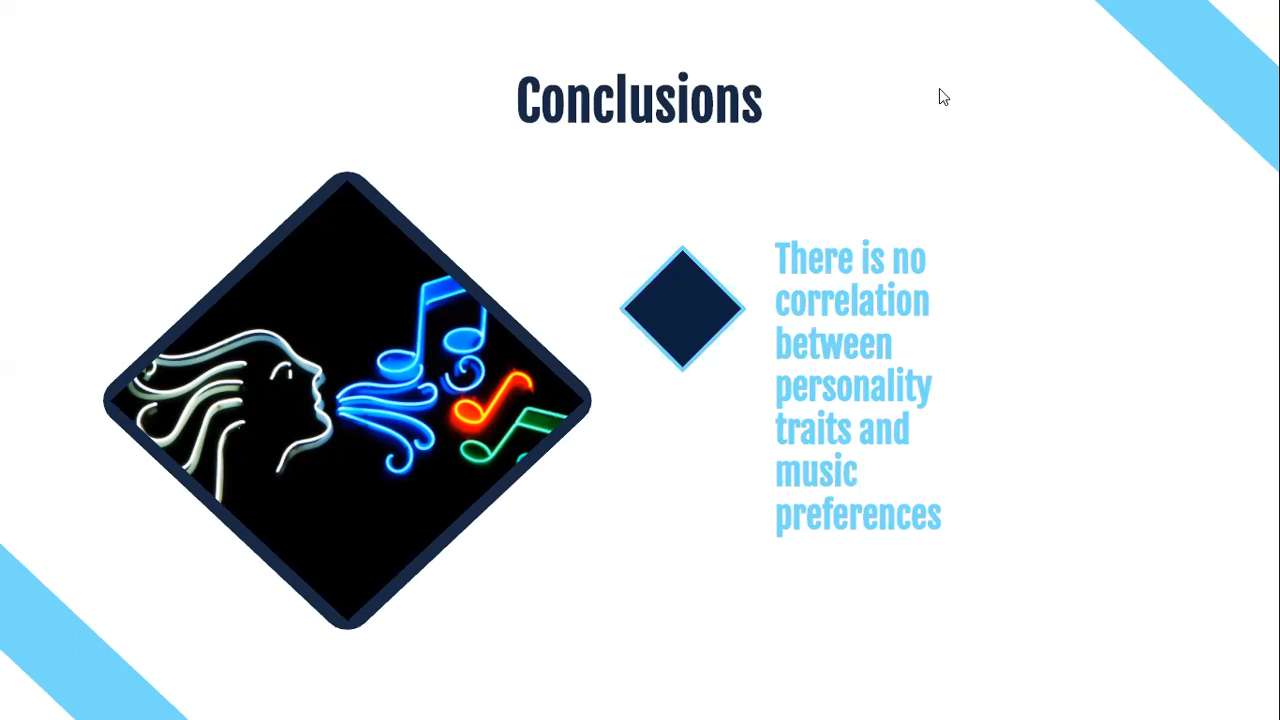 Conclusions
There is no
correlation
between
personality
traits and
music
preferences